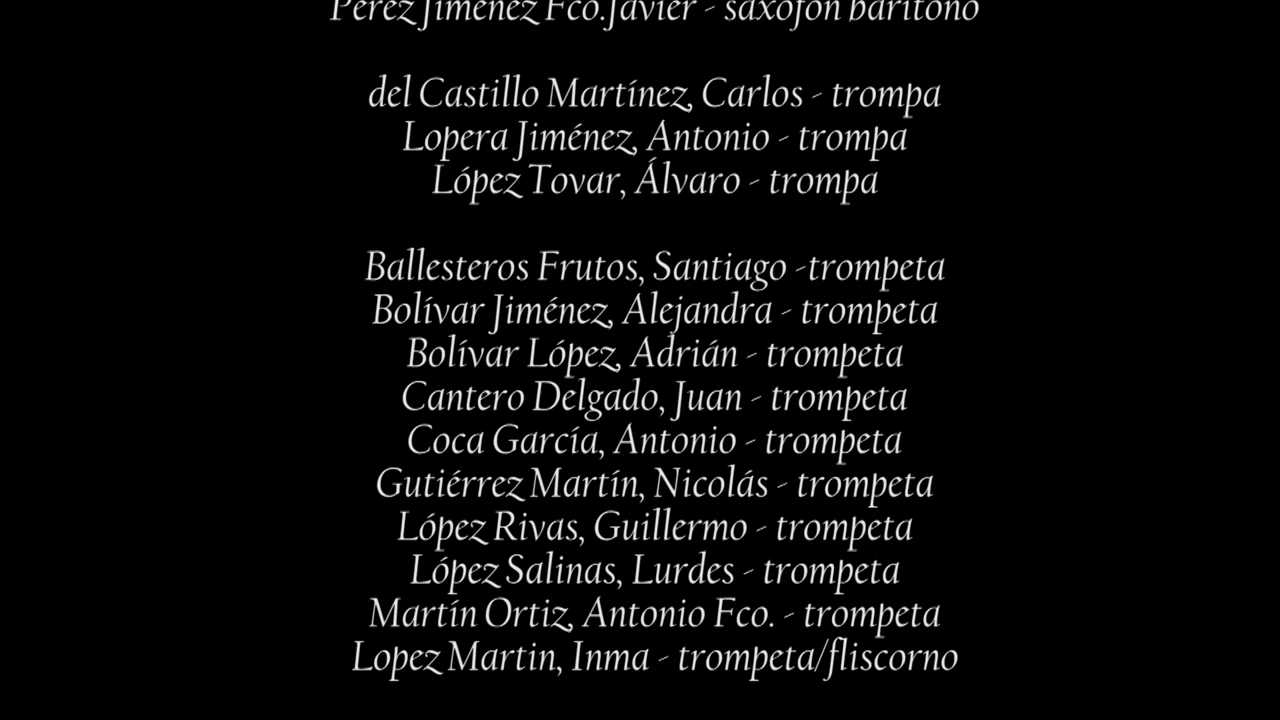 Pérez Jiménez Fco.Javier - saxofón barítono
del Castillo Martínez, Carlos - trompa
Lopera Jiménez, Antonio - trompa
López Tovar, Álvaro - trompa
Ballesteros Frutos, Santiago -trompeta
Bolívar Jiménez, Alejandra - trompeta
Bolívar López, Adrián - trompeta
Cantero Delgado, Juan - trompeta
Coca García, Antonio - trompeta
Gutiérrez Martín, Nicolás - trompeta
López Rivas, Guillermo - trompeta
López Salinas, Lurdes - trompeta
Martín Ortiz, Antonio Fco. - trompeta
Lopez Martin, Inma - trompeta/fliscorno